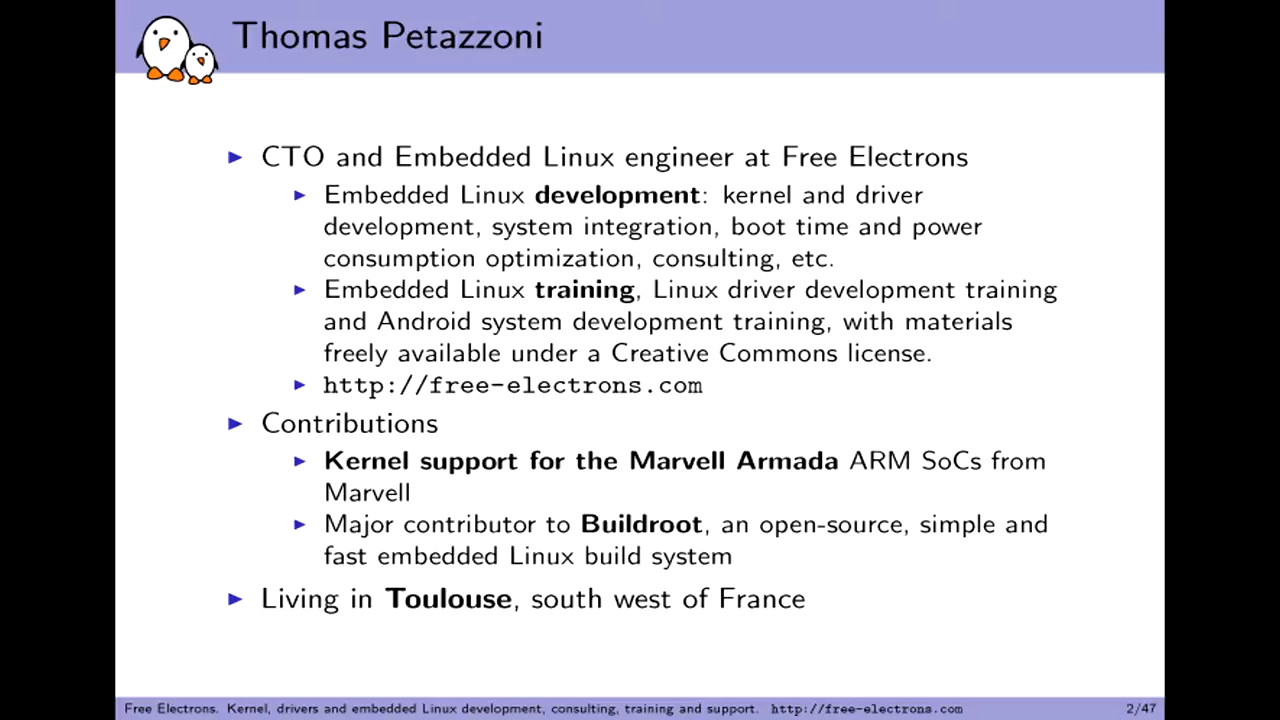 Thomas Petazzoni
▶ CTO and Embedded Linux engineer at Free Electrons
▶ Embedded Linux development: kernel and driver
development, system integration, boot time and power
consumption optimization, consulting, etc.
▶ Embedded Linux training, Linux driver development training
and Android system development training, with materials
freely available under a Creative Commons license.
▶ http://free-electrons.com
▶ Contributions
▶ Kernel support for the Marvell Armada ARM SoCs from
Marvell
▶ Major contributor to Buildroot, an open-source, simple and
fast embedded Linux build system
▶ Living in Toulouse, south west of France
Free Electrons. Kernel, drivers and embedded Linux development, consulting, training and support. http://free-electrons.com 2/47